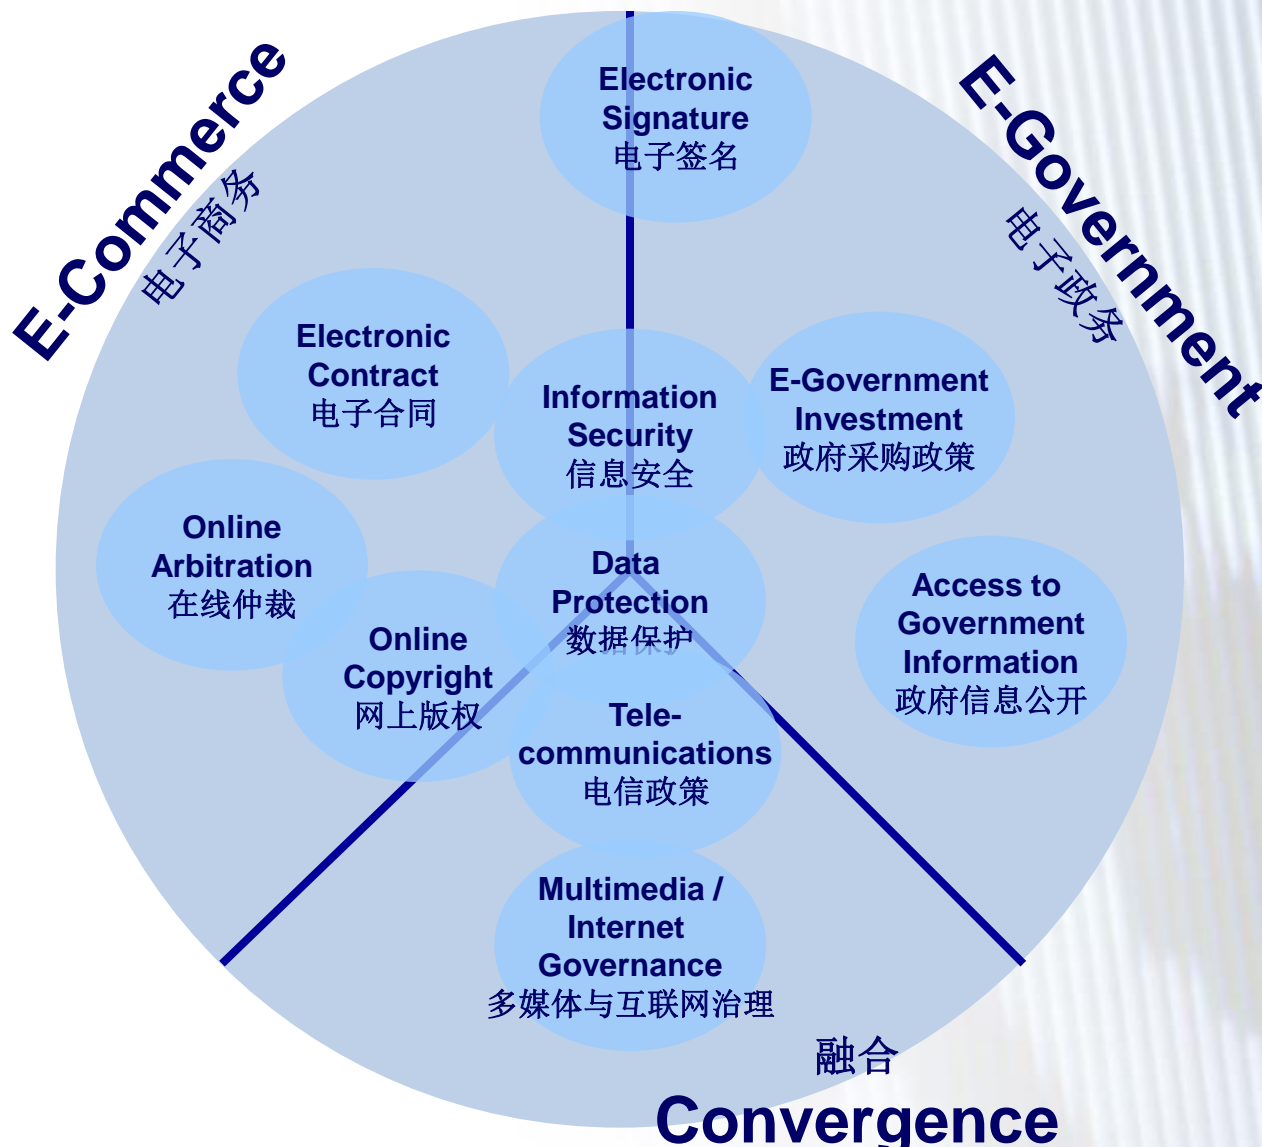 E-Commerce
电子商务
E-Government
电子政务
Electronic
Signature
电子签名
Electronic
Contract
电子合同
Information
Security
信息安全
E-Government
Investment
政府采购政策
Online
Arbitration
在线仲裁
Data
Protection
数据保护
Access to
Government
Information
政府信息公开
Online
Copyright
网上版权
Tele-
communications
电信政策
Multimedia /
Internet
Governance
多媒体与互联网治理
融合
Convergence